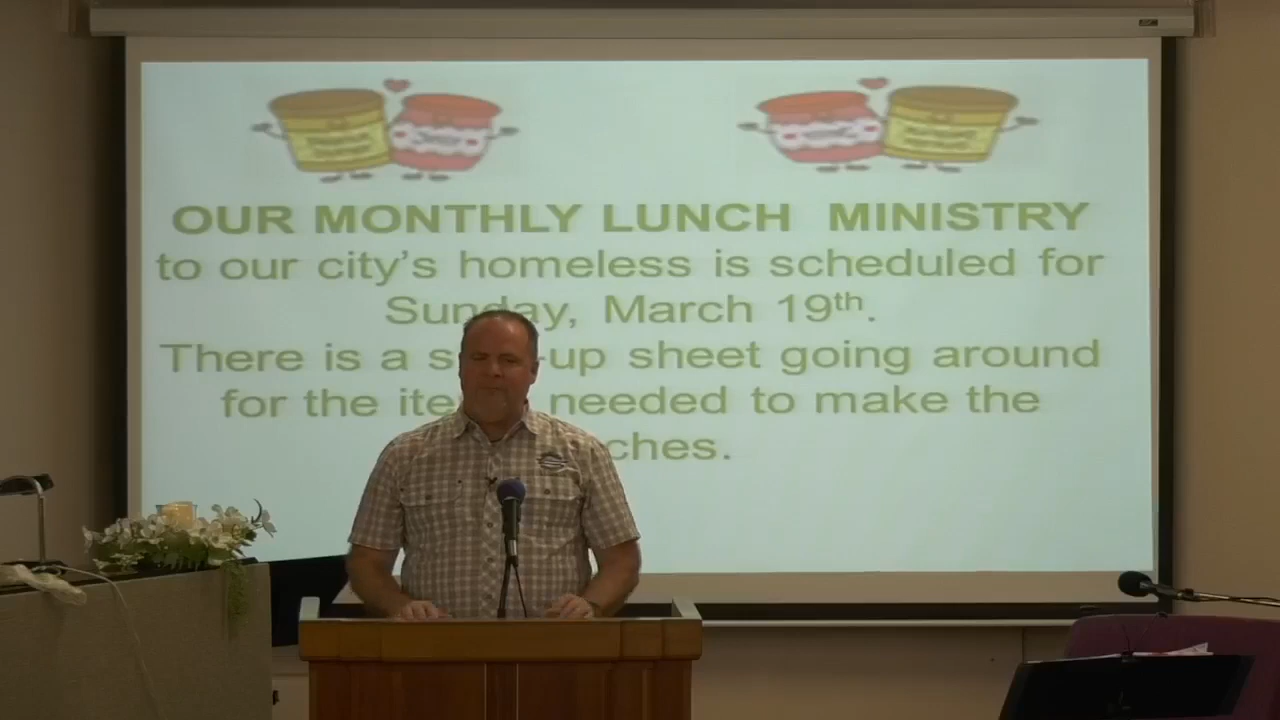 OUR MONTHLY LUNCH MINISTRY
to our city's homeless is scheduled for
Sunday, March 19th.
There is a s -up sheet going around
for the ite needed to make the
ches.